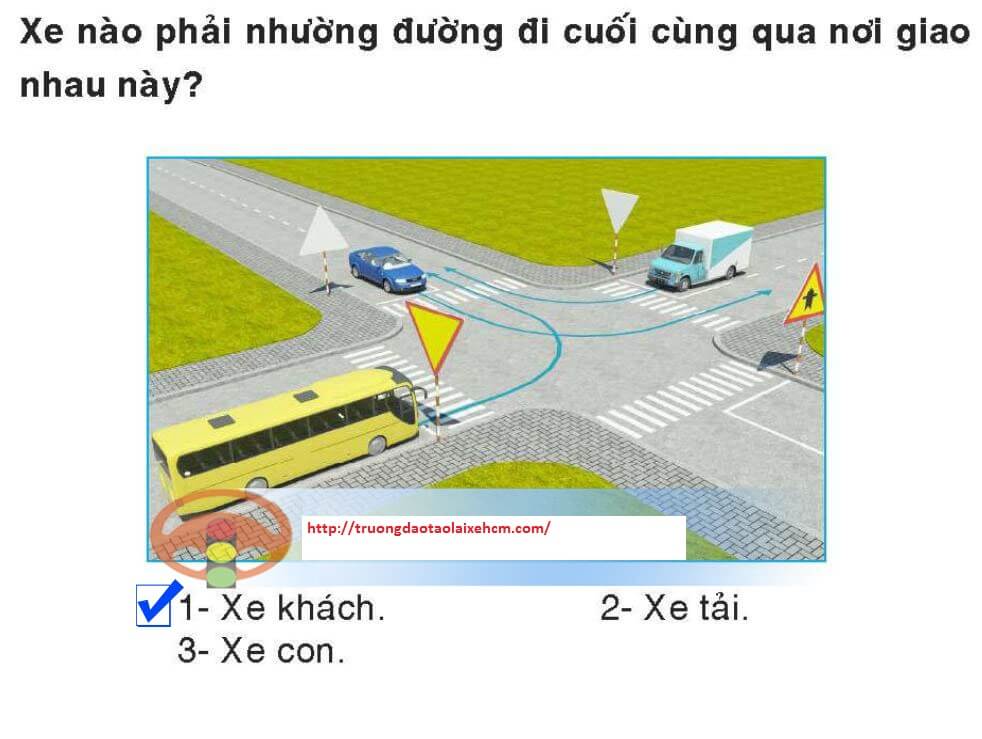 Xe nào phải nhường đường đi cuối cùng qua nơi giao
nhau này?
http://truongdaotaolaixehcm.com/
1- Xe khách.
2- Xe tải.
3- Xe con.